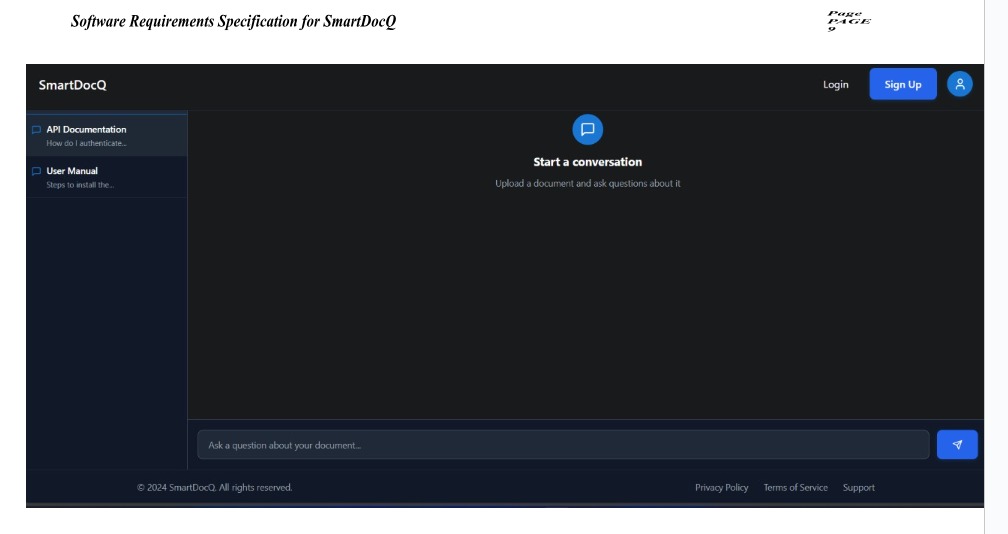 Software Requirements Specification for SmartDocQ
Page
PAGE
9
SmartDocQ
Login
Sign Up
API Documentation
How do I authenticate...
User Manual
Steps to install the...
Start a conversation
Upload a document and ask questions about it
Ask a question about your document...
© 2024 SmartDocQ. All rights reserved.
Privacy Policy
Terms of Service
Support